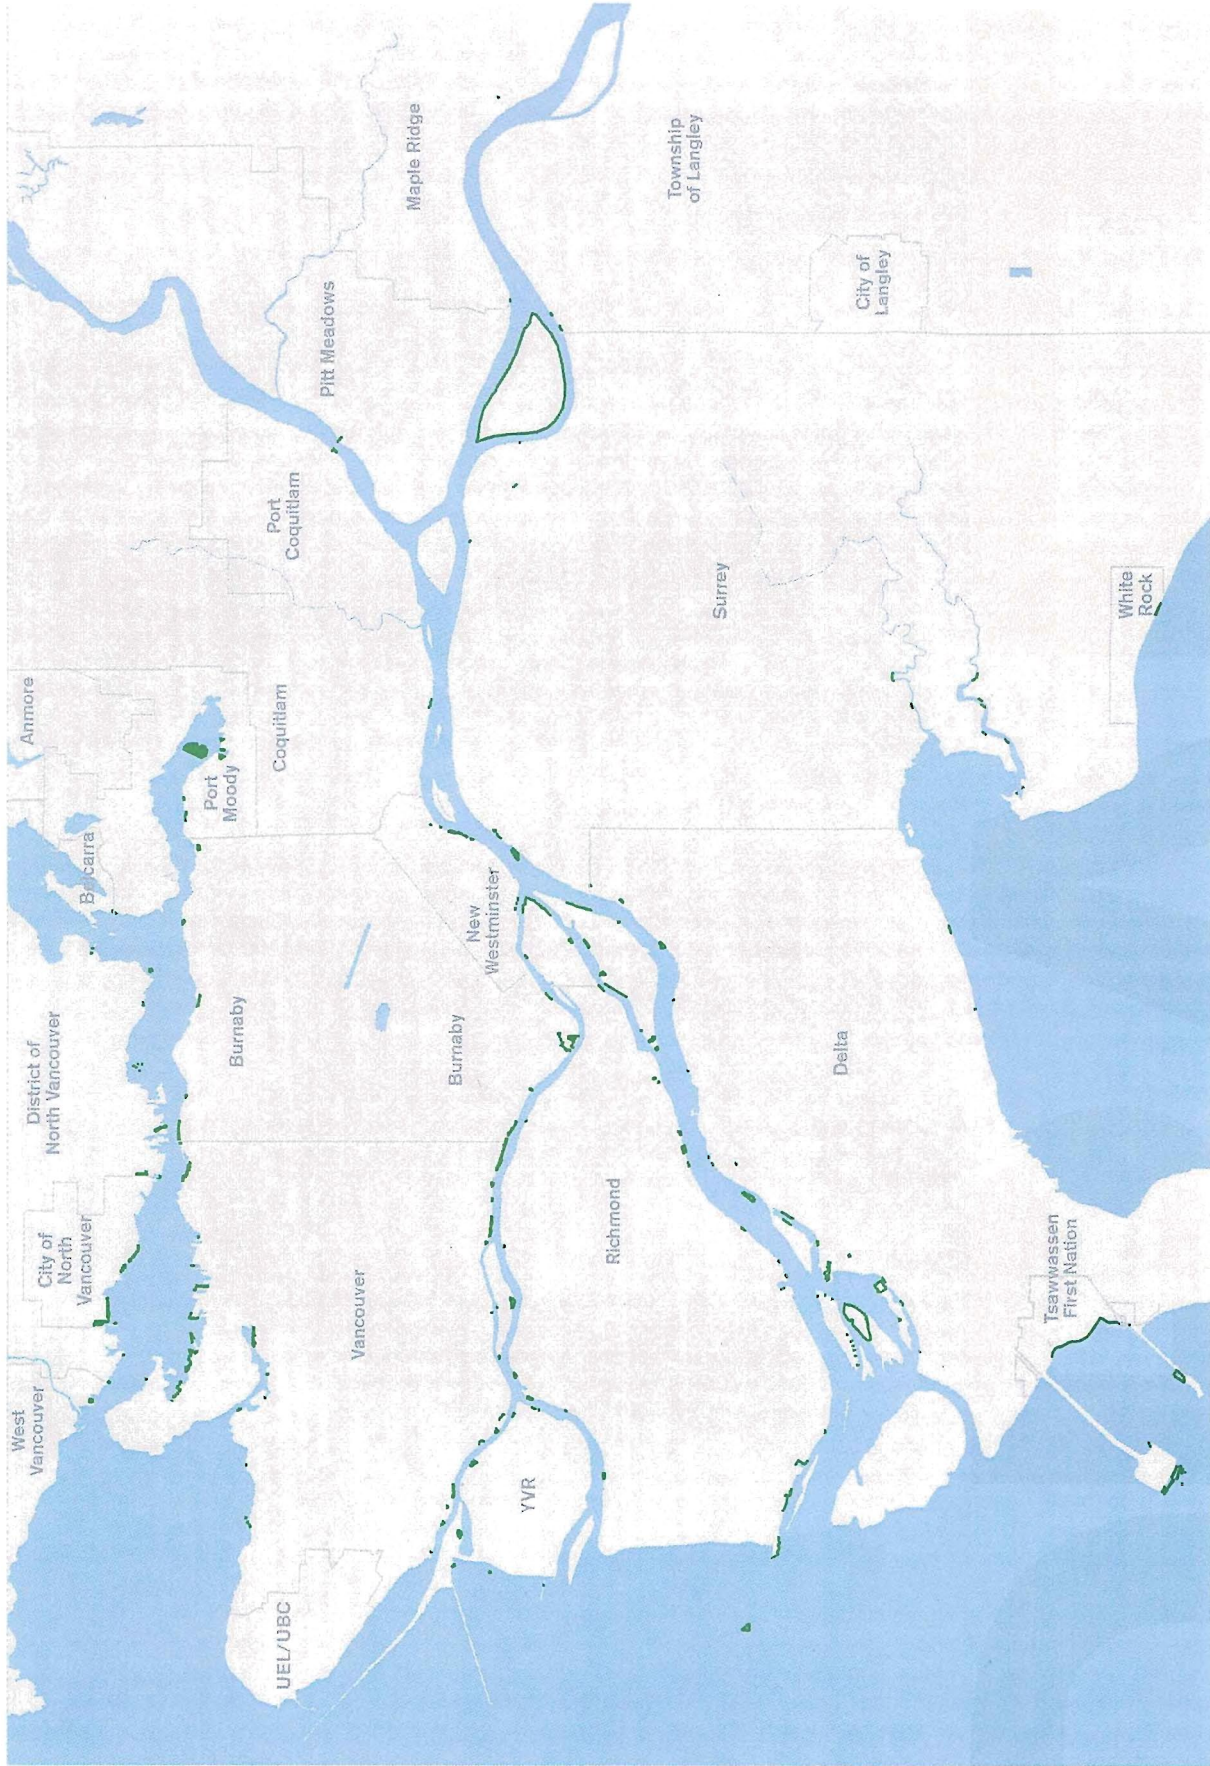 West
Vancouver
City of
North
Vancouver
District of
North Vancouver
Belcarra
Anmore
Port
Moody
Coquitlam
Port
Coquitlam
Pitt Meadows
Maple Ridge
UEL/UBC
Vancouver
Burnaby
Burnaby
New
Westminster
YVR
Richmond
Surrey
Township
of Langley
City of
Langley
Delta
Tsawwassen
First Nation
White
Rock